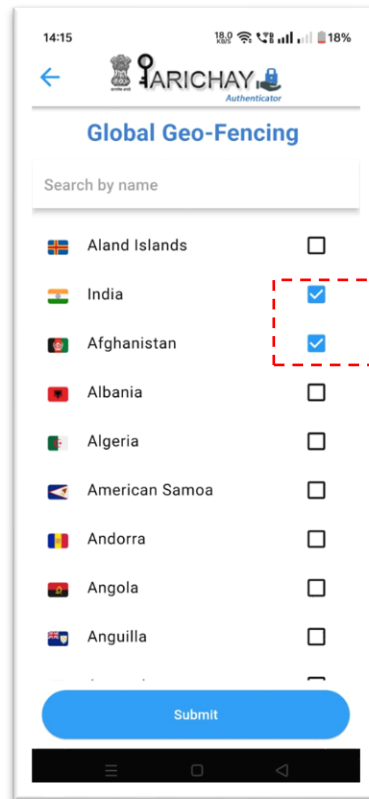 14:15 18.0 KB/S 18%
PARICHAY
Authenticator
Global Geo-Fencing
Search by name
Aland Islands
India
Afghanistan
Albania
Algeria
American Samoa
Andorra
Angola
Anguilla
Submit